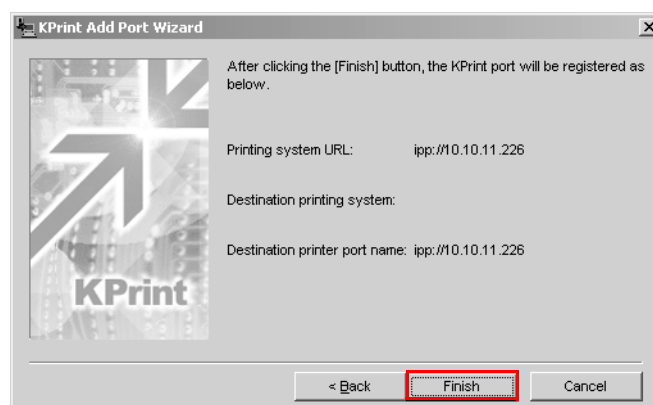 KPrint Add Port Wizard
After clicking the [Finish] button, the KPrint port will be registered as
below.
Printing system URL: ipp://10.10.11.226
Destination printing system:
Destination printer port name: ipp://10.10.11.226
KPrint
< Back Finish Cancel